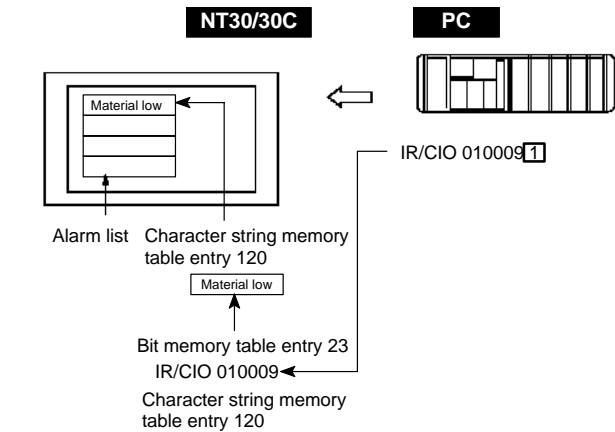 NT30/30C
PC
Material low
IR/CIO 010009 1
Alarm list
Character string memory
table entry 120
Material low
Bit memory table entry 23
IR/CIO 010009
Character string memory
table entry 120